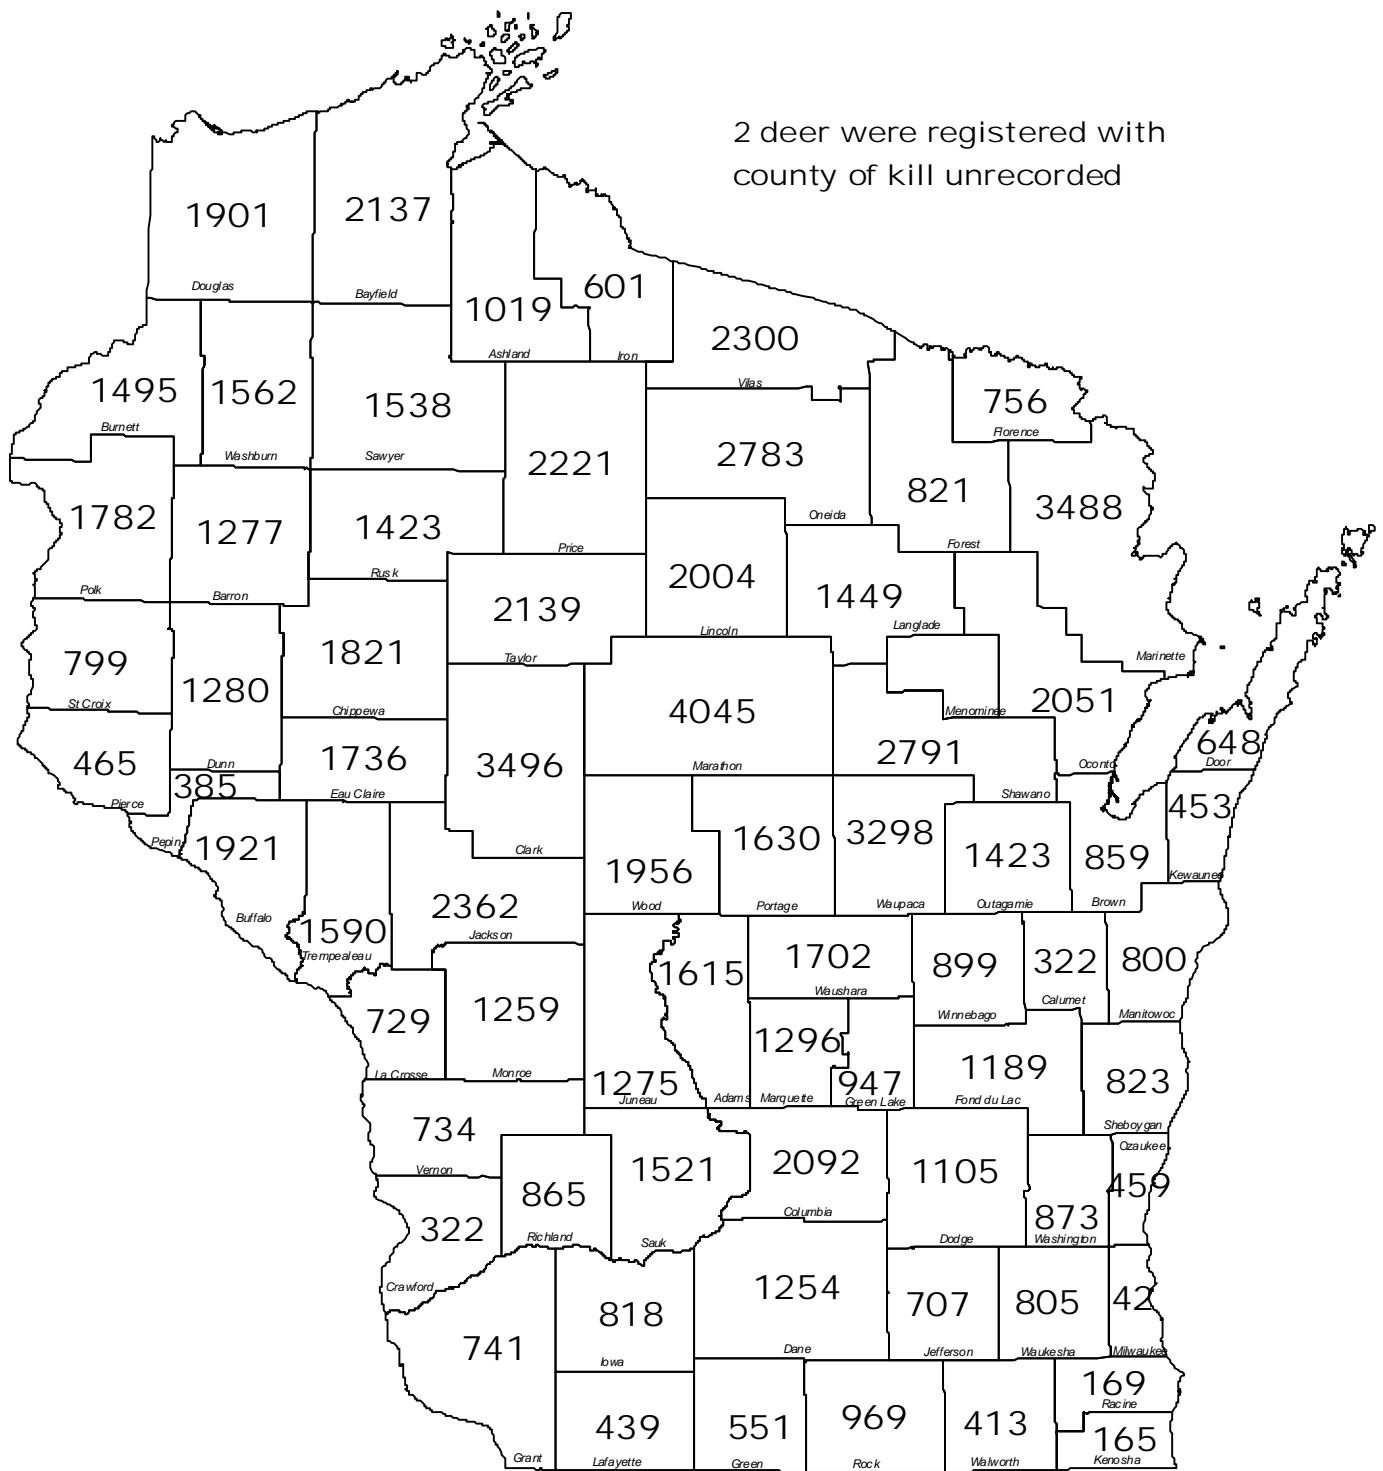 2 deer were registered with
county of kill unrecorded
1901
Douglas
2137
Bayfield
1019
Ashland
601
Iron
2300
Vilas
1495
Burnett
1562
Washburn
1538
Sawyer
2221
Price
2783
Oneida
756
Florence
821
Forest
3488
Marinette
1782
Polk
1277
Barron
1423
Rusk
2139
Taylor
2004
Lincoln
1449
Langlade
Menominee
2051
Oconto
799
St Croix
1280
Dunn
1821
Chippewa
4045
Marathon
2791
Shawano
648
Door
465
Pierce
385
Pepin
1736
Eau Claire
3496
Clark
453
Kewaunee
1921
Buffalo
1590
Trempealeau
2362
Jackson
1956
Wood
1630
Portage
3298
Waupaca
1423
Outagamie
859
Brown
729
La Crosse
1259
Monroe
1275
Juneau
1615
Adams
1702
Waushara
899
Winnebago
322
Calumet
800
Manitowoc
1296
Marquette
947
Green Lake
1189
Fond du Lac
823
Sheboygan
734
Vernon
865
Richland
1521
Sauk
2092
Columbia
1105
Dodge
873
Washington
Ozaukee
459
322
Crawford
741
Grant
818
Iowa
1254
Dane
707
Jefferson
805
Waukesha
42
Milwaukee
439
Lafayette
551
Green
969
Rock
413
Walworth
169
Racine
165
Kenosha